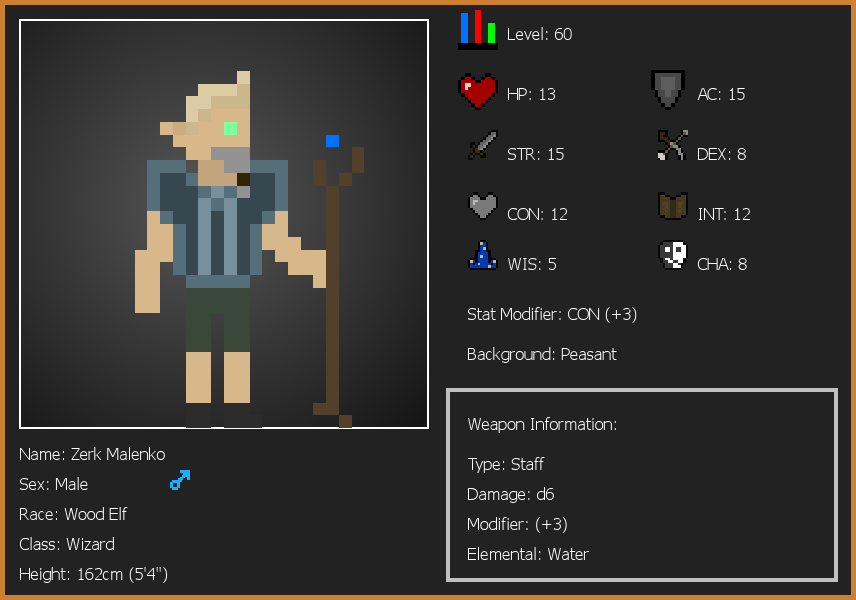 Level: 60
HP: 13
AC: 15
STR: 15
DEX: 8
CON: 12
INT: 12
WIS: 5
CHA: 8
Stat Modifier: CON (+3)
Background: Peasant
Weapon Information:
Type: Staff
Damage: d6
Modifier: (+3)
Elemental: Water
Name: Zerk Malenko
Sex: Male
Race: Wood Elf
Class: Wizard
Height: 162cm (5'4")